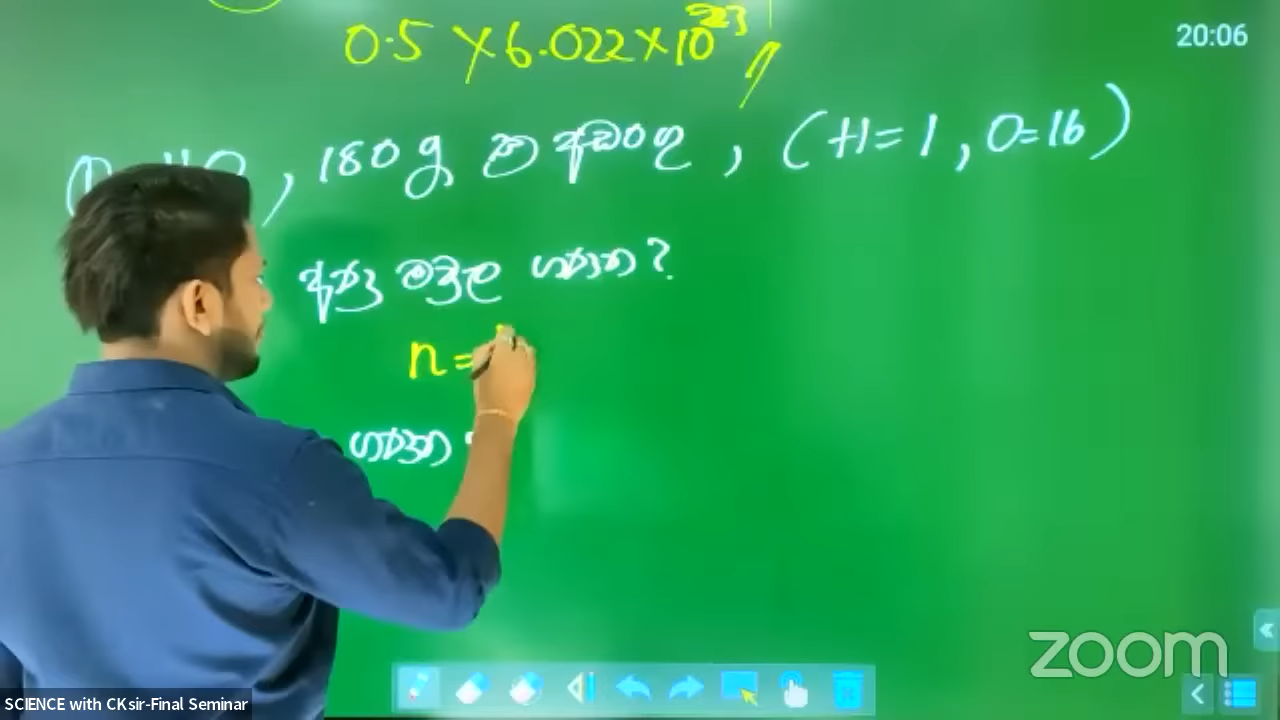 20:06
0.5 X 6.022 X 10²³
, 180 g ක අඩංගු , ( H = 1 , O = 16 )
අණු මවුල ගණන ?
n =
ගණන
zoom
SCIENCE with CKsir-Final Seminar